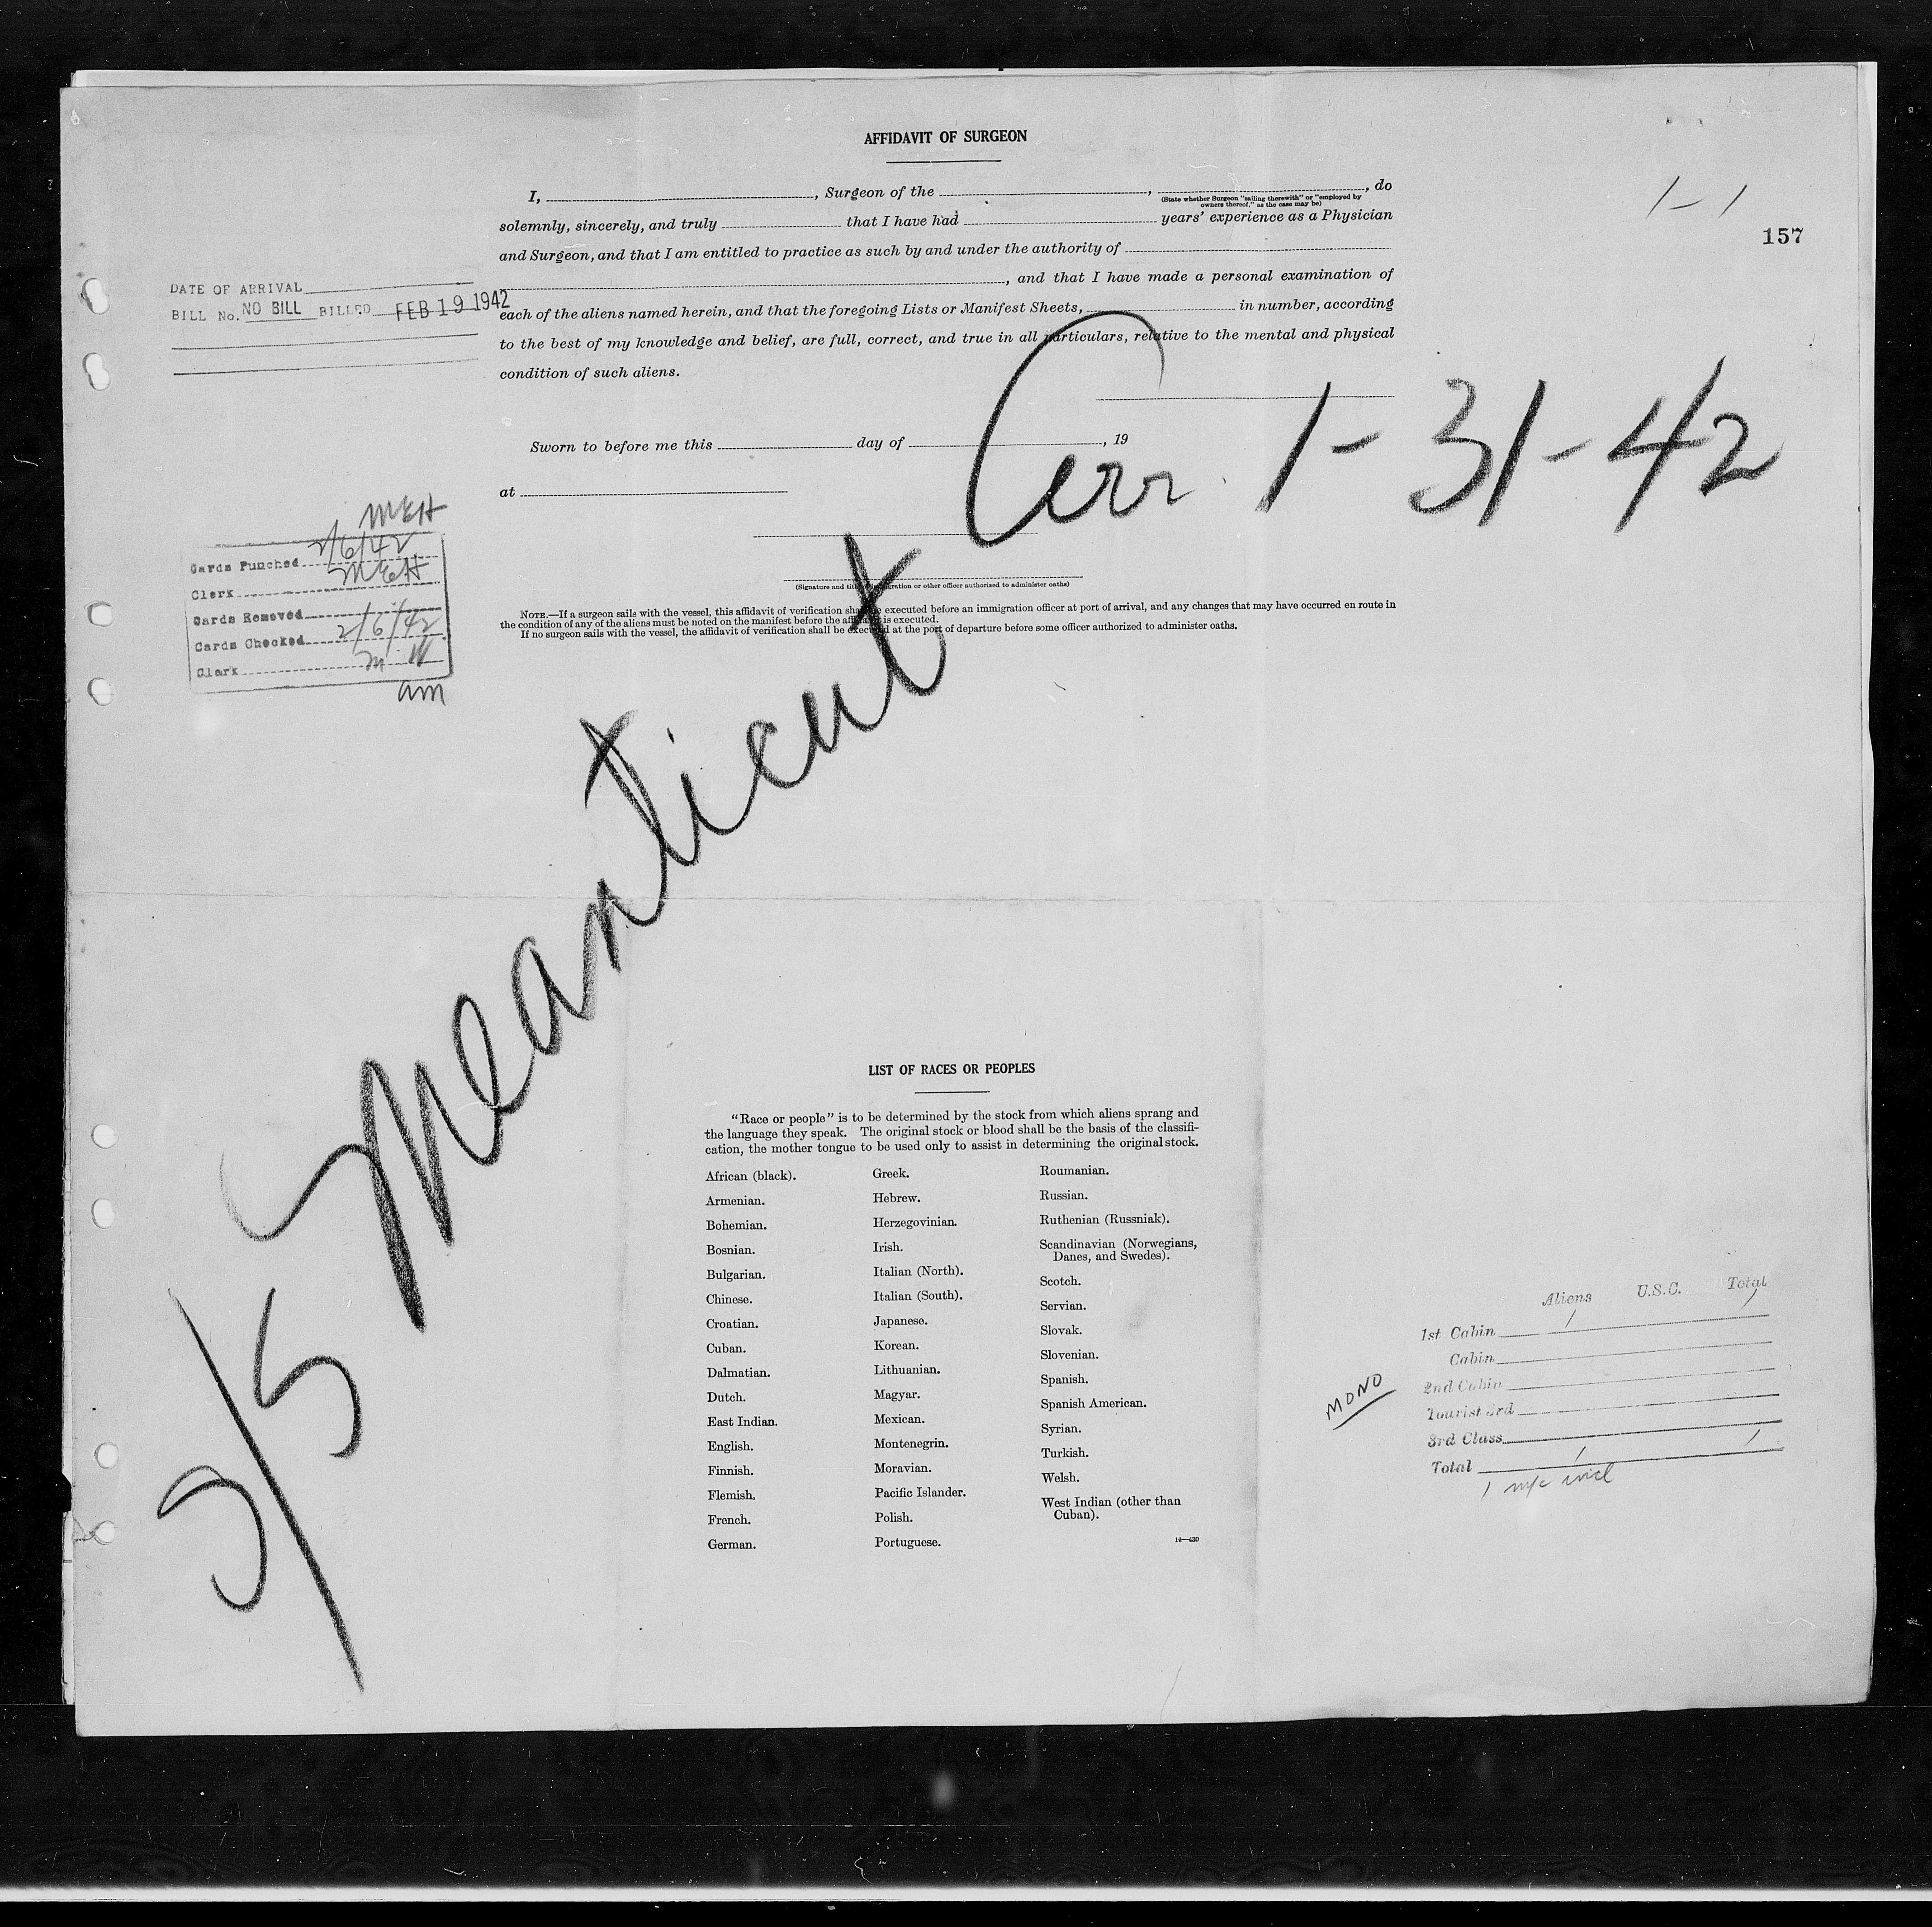 AFFIDAVIT OF SURGEON
I, , Surgeon of the , , do
(State whether Surgeon "sailing therewith" or "employed by
owners thereof," as the case may be)
solemnly, sincerely, and truly that I have had years' experience as a Physician
and Surgeon, and that I am entitled to practice as such by and under the authority of
, and that I have made a personal examination of
each of the aliens named herein, and that the foregoing Lists or Manifest Sheets, in number, according
to the best of my knowledge and belief, are full, correct, and true in all particulars, relative to the mental and physical
condition of such aliens.
Sworn to before me this day of , 19
at
(Signature and title of immigration or other officer authorized to administer oaths)
NOTE.—If a surgeon sails with the vessel, this affidavit of verification shall be executed before an immigration officer at port of arrival, and any changes that may have occurred en route in
the condition of any of the aliens must be noted on the manifest before the affidavit is executed.
If no surgeon sails with the vessel, the affidavit of verification shall be executed at the port of departure before some officer authorized to administer oaths.
1-1
157
DATE OF ARRIVAL
BILL No. NO BILL BILLED FEB 19 1942
Arr 1-31-42
MEH
Cards Punched 2/6/42
Clerk MEH
Cards Removed
Cards Checked 2/6/42
Clerk
am
S/S Meanticut
LIST OF RACES OR PEOPLES
"Race or people" is to be determined by the stock from which aliens sprang and
the language they speak. The original stock or blood shall be the basis of the classifi-
cation, the mother tongue to be used only to assist in determining the original stock.
African (black).
Armenian.
Bohemian.
Bosnian.
Bulgarian.
Chinese.
Croatian.
Cuban.
Dalmatian.
Dutch.
East Indian.
English.
Finnish.
Flemish.
French.
German.
Greek.
Hebrew.
Herzegovinian.
Irish.
Italian (North).
Italian (South).
Japanese.
Korean.
Lithuanian.
Magyar.
Mexican.
Montenegrin.
Moravian.
Pacific Islander.
Polish.
Portuguese.
Roumanian.
Russian.
Ruthenian (Russniak).
Scandinavian (Norwegians,
Danes, and Swedes).
Scotch.
Servian.
Slovak.
Slovenian.
Spanish.
Spanish American.
Syrian.
Turkish.
Welsh.
West Indian (other than
Cuban).
Aliens U.S.C. Total
1st Cabin 1 1
Cabin
2nd Cabin
Tourist 3rd
3rd Class
Total 1 1
MONO